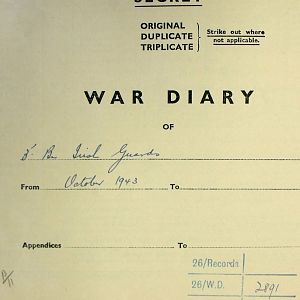 SECRET
ORIGINAL
DUPLICATE
TRIPLICATE
Strike out where
not applicable.
WAR DIARY
OF
Bn Irish Guards
From October 1943 To
Appendices To
26/Records
26/W.D. 2891